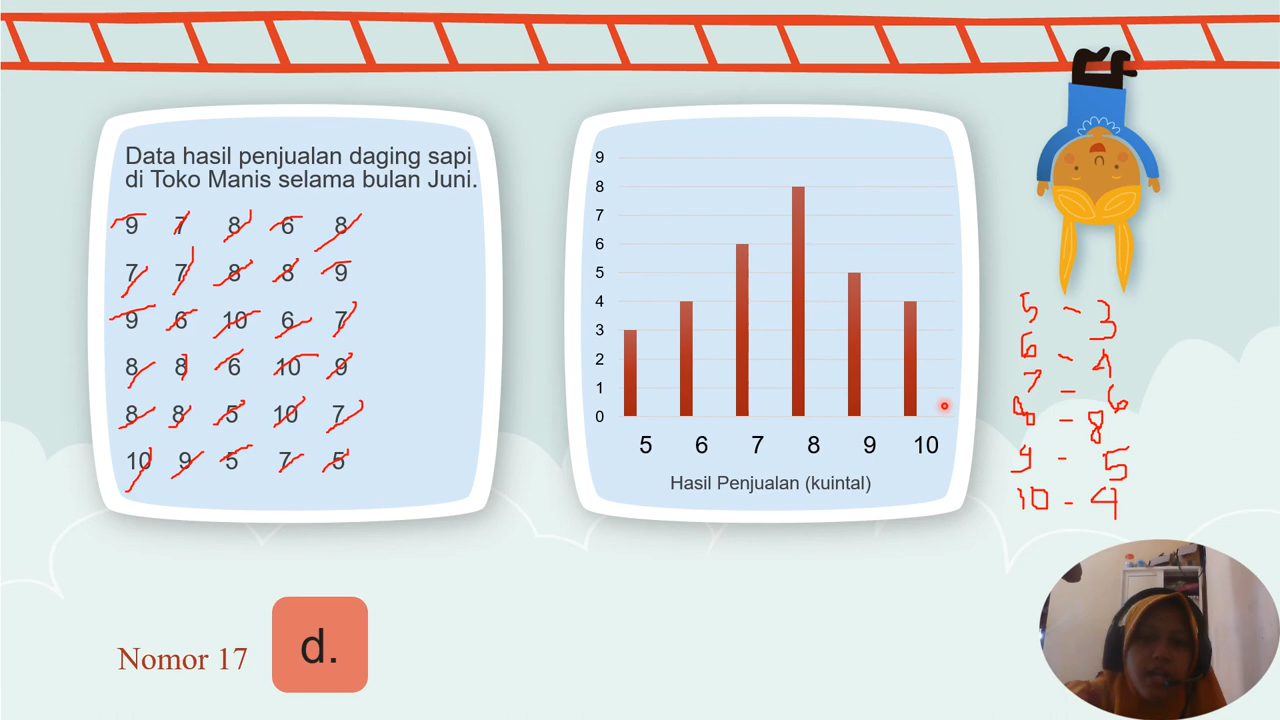 Data hasil penjualan daging sapi
di Toko Manis selama bulan Juni.
9 7 8 6 8
7 7 8 8 9
9 6 10 6 7
8 8 6 10 9
8 8 5 10 7
10 9 5 7 5
9
8
7
6
5
4
3
2
1
0
5 6 7 8 9 10
Hasil Penjualan (kuintal)
5 - 3
6 - 4
7 - 6
8 - 8
9 - 5
10 - 4
Nomor 17
d.